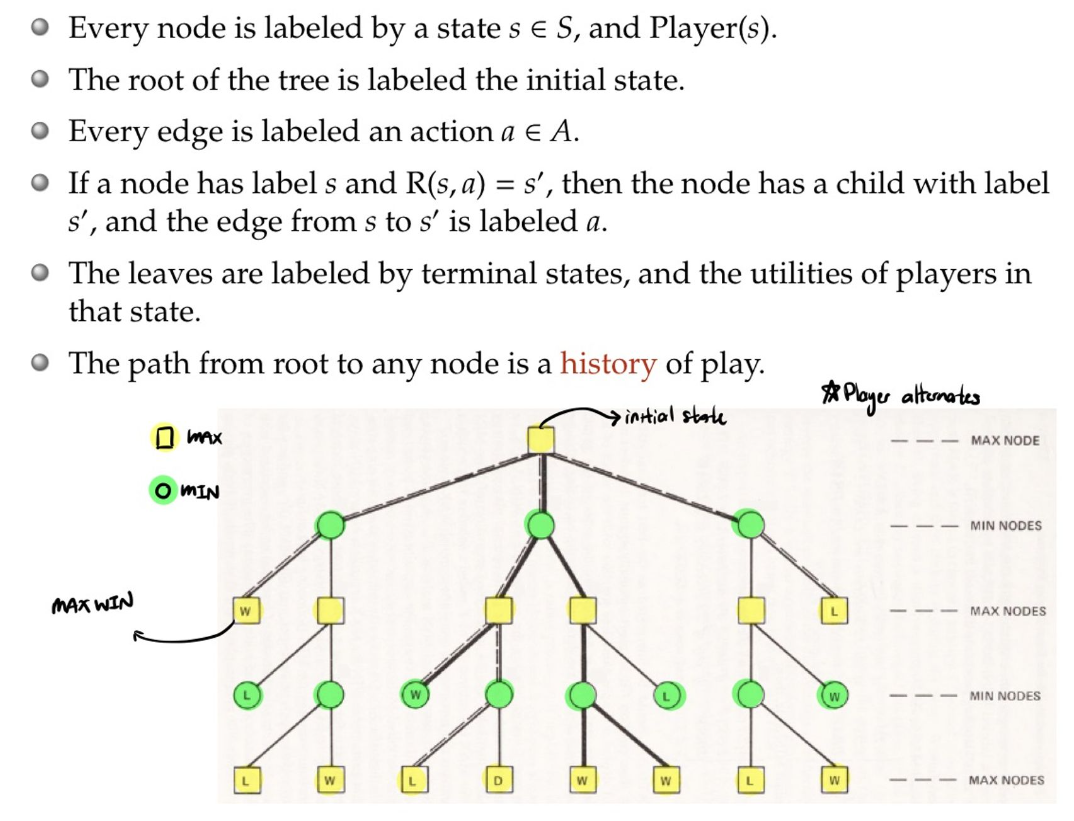 Every node is labeled by a state s ∈ S, and Player(s).
The root of the tree is labeled the initial state.
Every edge is labeled an action a ∈ A.
If a node has label s and R(s, a) = s′, then the node has a child with label
s′, and the edge from s to s′ is labeled a.
The leaves are labeled by terminal states, and the utilities of players in
that state.
The path from root to any node is a history of play.
☆Player alternates
initial state
MAX
MAX NODE
MIN
MIN NODES
MAX WIN
W
L
MAX NODES
L
W
L
W
MIN NODES
L
W
L
D
W
W
L
W
MAX NODES